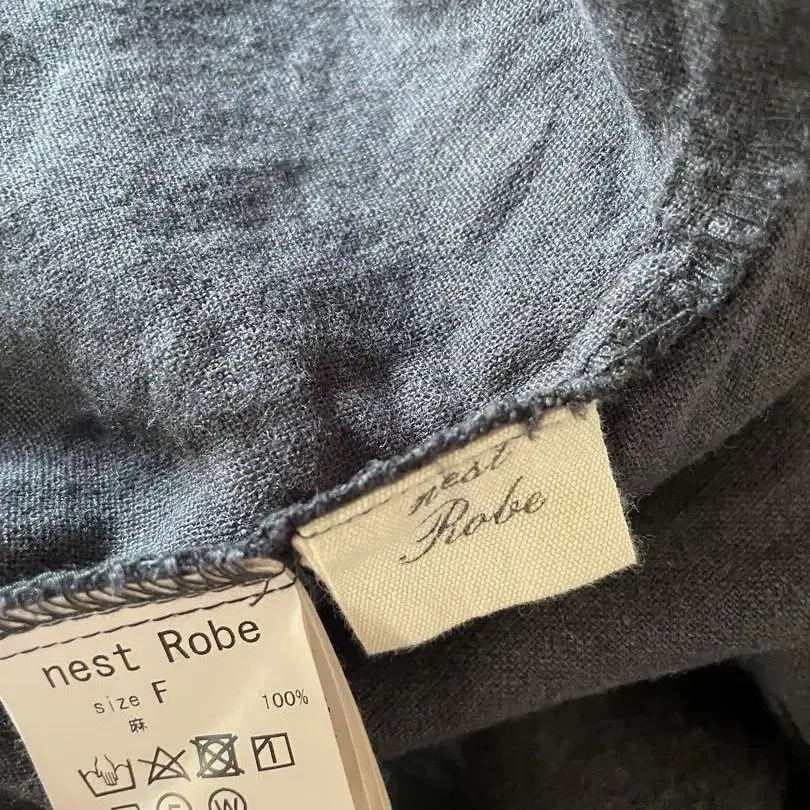 nest
Robe
nest Robe
size F
麻 100%
F W